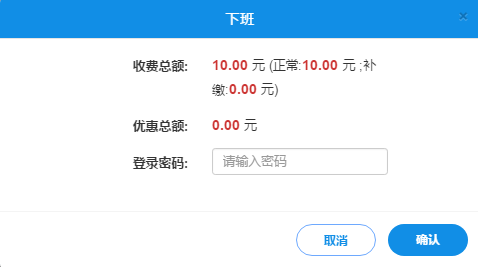 下班
×
收费总额: 10.00 元 (正常:10.00 元 ;补
缴:0.00 元)
优惠总额: 0.00 元
登录密码: 请输入密码
取消 确认